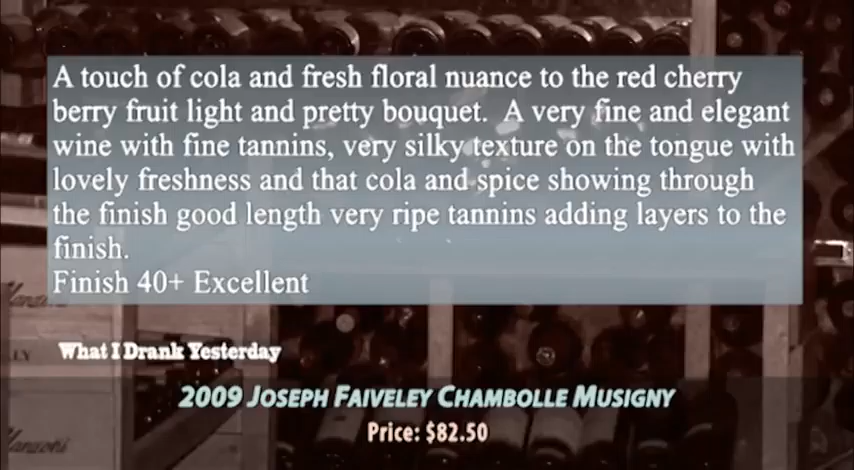 A touch of cola and fresh floral nuance to the red cherry
berry fruit light and pretty bouquet. A very fine and elegant
wine with fine tannins, very silky texture on the tongue with
lovely freshness and that cola and spice showing through
the finish good length very ripe tannins adding layers to the
finish.
Finish 40+ Excellent
LY
What I Drank Yesterday
2009 Joseph Faiveley Chambolle Musigny
Price: $82.50